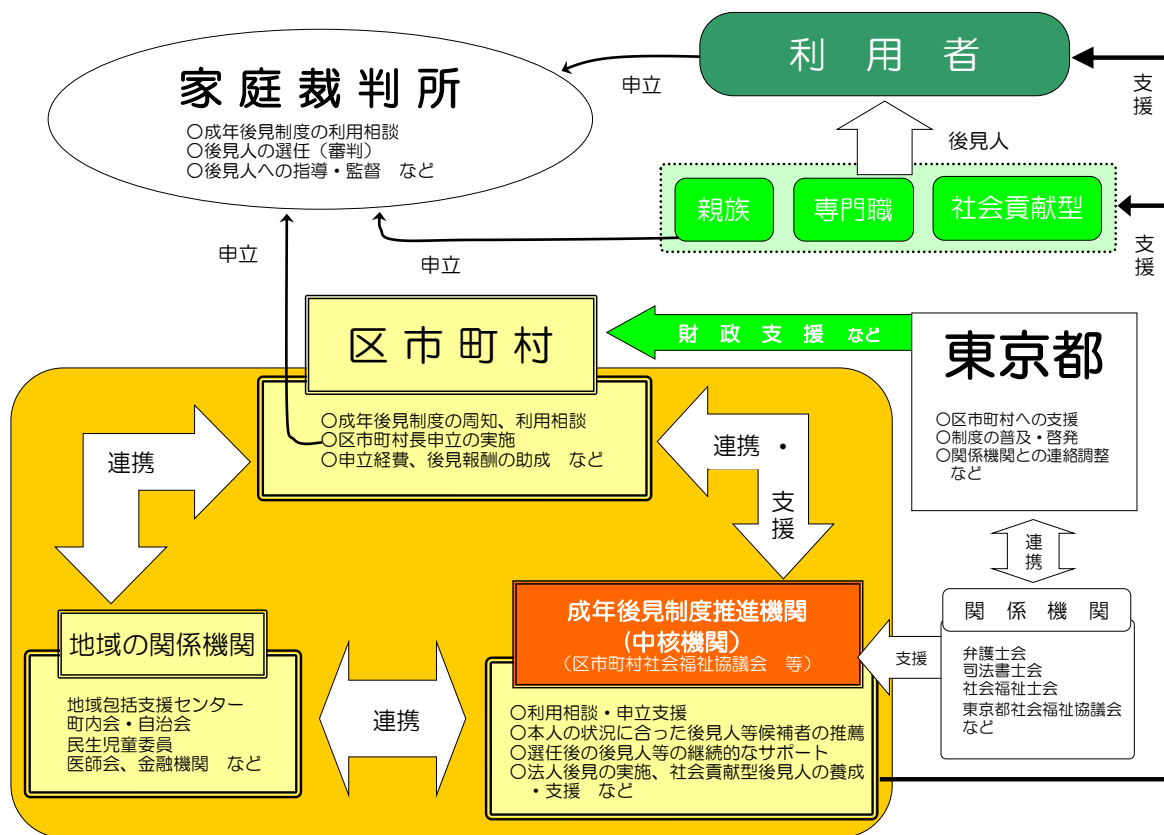 利用者
申立
支援
家庭裁判所
○成年後見制度の利用相談
○後見人の選任（審判）
○後見人への指導・監督　など
後見人
親族
専門職
社会貢献型
支援
申立
申立
区市町村
財政支援 など
東京都
○成年後見制度の周知、利用相談
○区市町村長申立の実施
○申立経費、後見報酬の助成　など
○区市町村への支援
○制度の普及・啓発
○関係機関との連絡調整
など
連携
連携・
支援
連携
成年後見制度推進機関
(中核機関）
（区市町村社会福祉協議会　等）
関係機関
支援
弁護士会
司法書士会
社会福祉士会
東京都社会福祉協議会
など
地域の関係機関
地域包括支援センター
町内会・自治会
民生児童委員
医師会、金融機関　など
連携
○利用相談・申立支援
○本人の状況に合った後見人等候補者の推薦
○選任後の後見人等の継続的なサポート
○法人後見の実施、社会貢献型後見人の養成
・支援　など